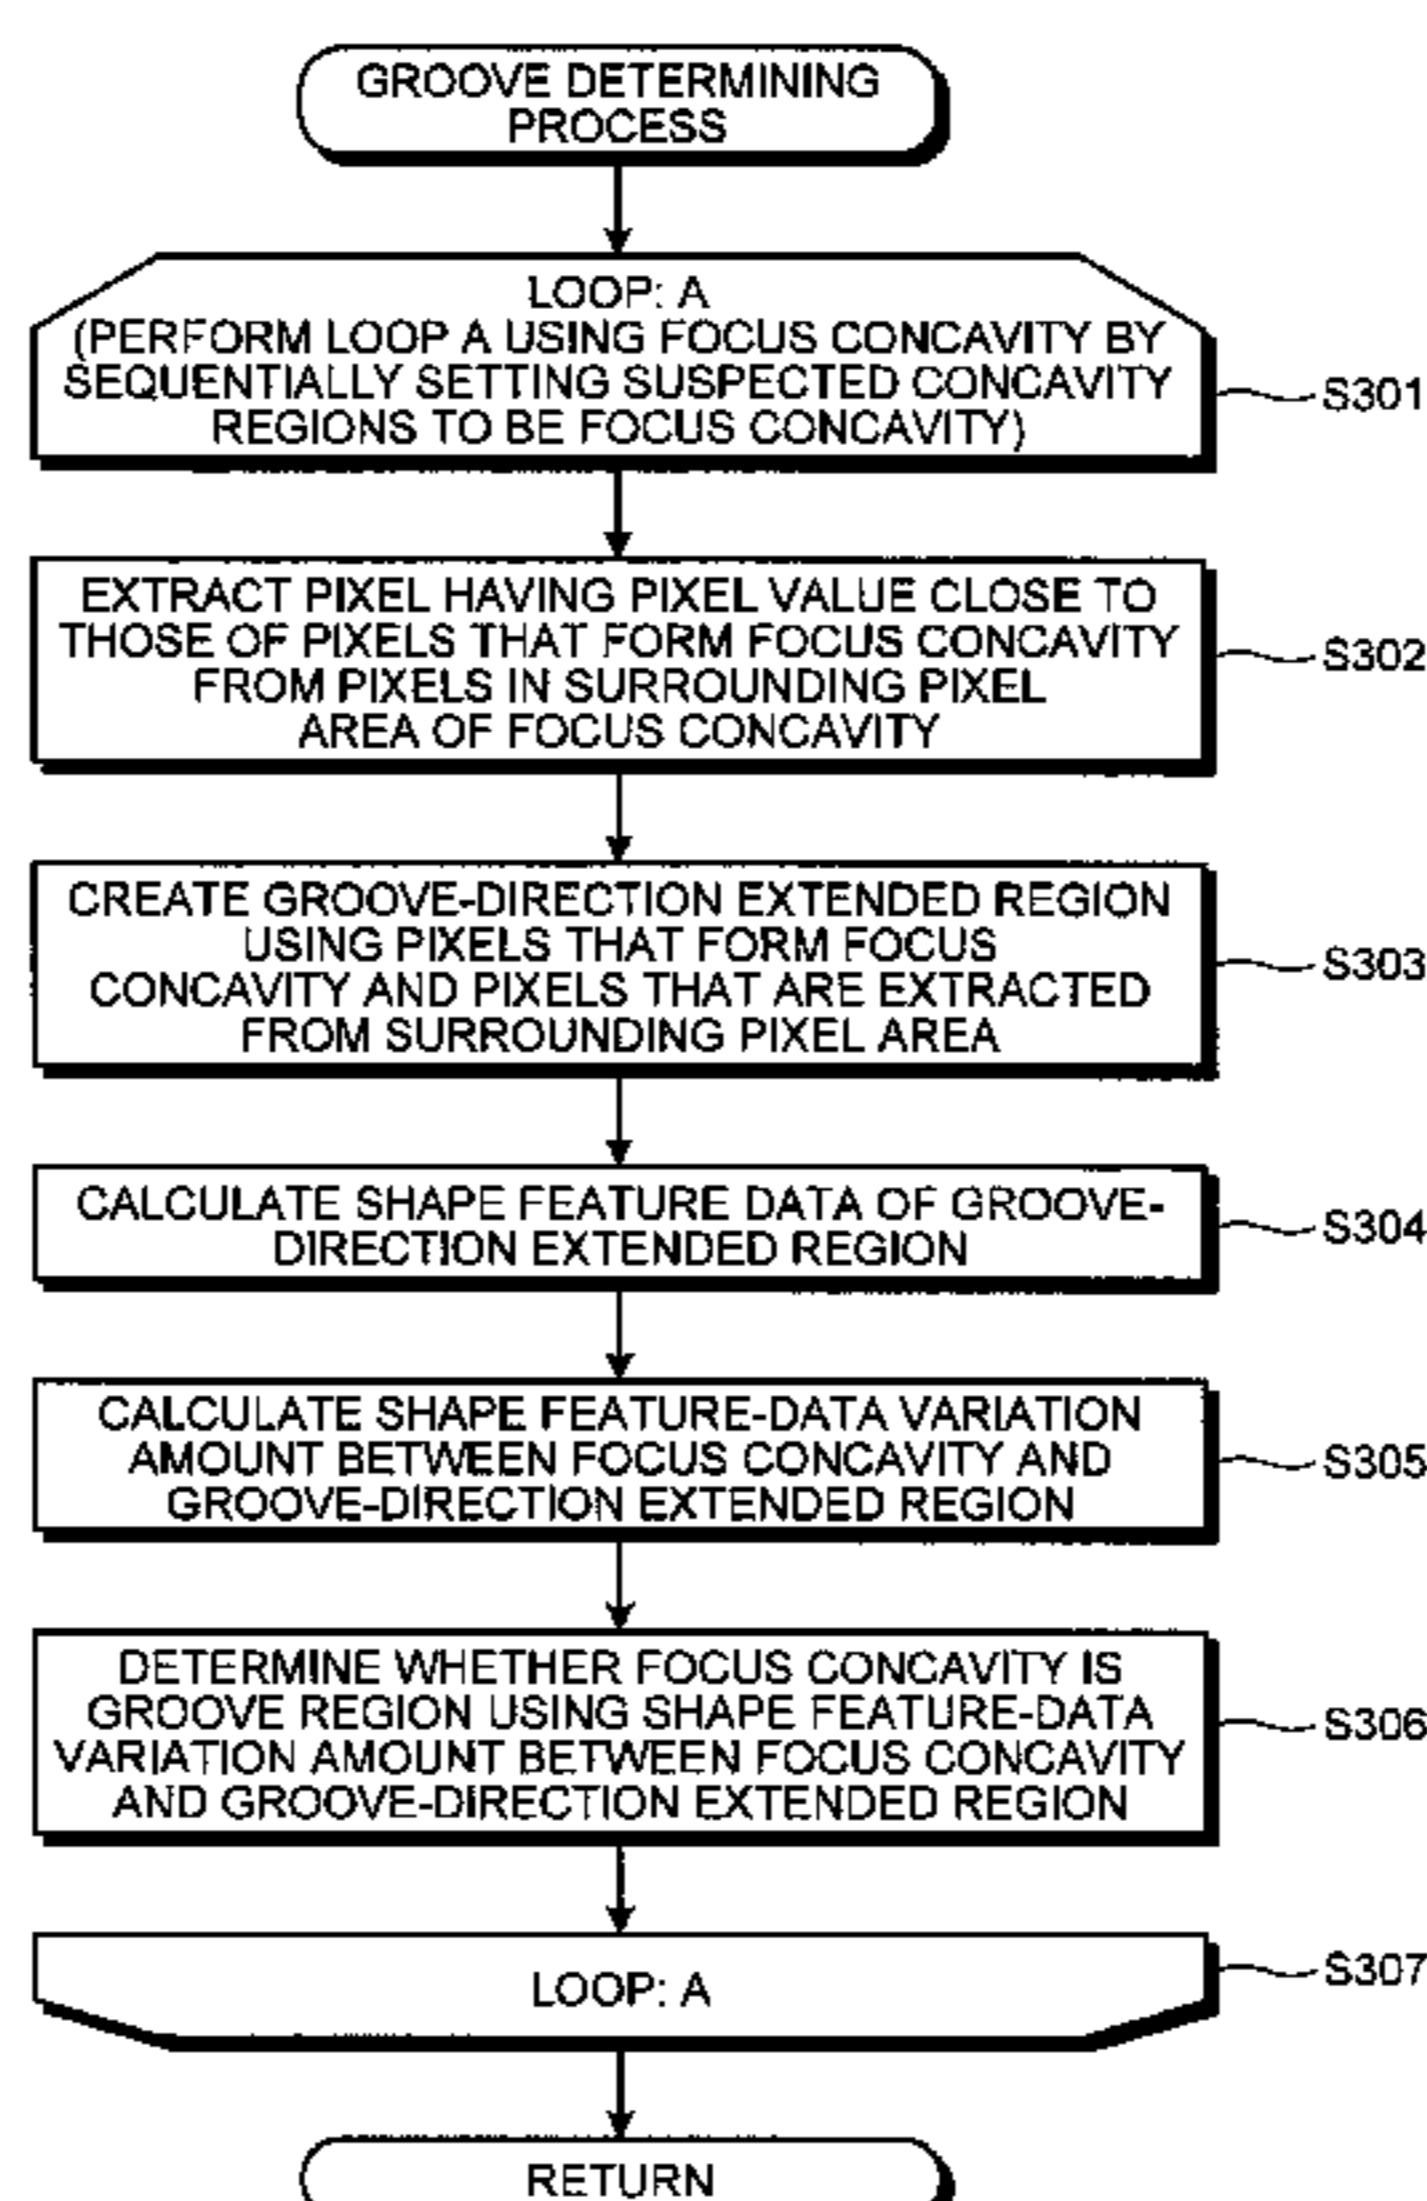 GROOVE DETERMINING
PROCESS
LOOP: A
(PERFORM LOOP A USING FOCUS CONCAVITY BY
SEQUENTIALLY SETTING SUSPECTED CONCAVITY
REGIONS TO BE FOCUS CONCAVITY)
S301
EXTRACT PIXEL HAVING PIXEL VALUE CLOSE TO
THOSE OF PIXELS THAT FORM FOCUS CONCAVITY
FROM PIXELS IN SURROUNDING PIXEL
AREA OF FOCUS CONCAVITY
S302
CREATE GROOVE-DIRECTION EXTENDED REGION
USING PIXELS THAT FORM FOCUS
CONCAVITY AND PIXELS THAT ARE EXTRACTED
FROM SURROUNDING PIXEL AREA
S303
CALCULATE SHAPE FEATURE DATA OF GROOVE-
DIRECTION EXTENDED REGION
S304
CALCULATE SHAPE FEATURE-DATA VARIATION
AMOUNT BETWEEN FOCUS CONCAVITY AND
GROOVE-DIRECTION EXTENDED REGION
S305
DETERMINE WHETHER FOCUS CONCAVITY IS
GROOVE REGION USING SHAPE FEATURE-DATA
VARIATION AMOUNT BETWEEN FOCUS CONCAVITY
AND GROOVE-DIRECTION EXTENDED REGION
S306
LOOP: A
S307
RETURN